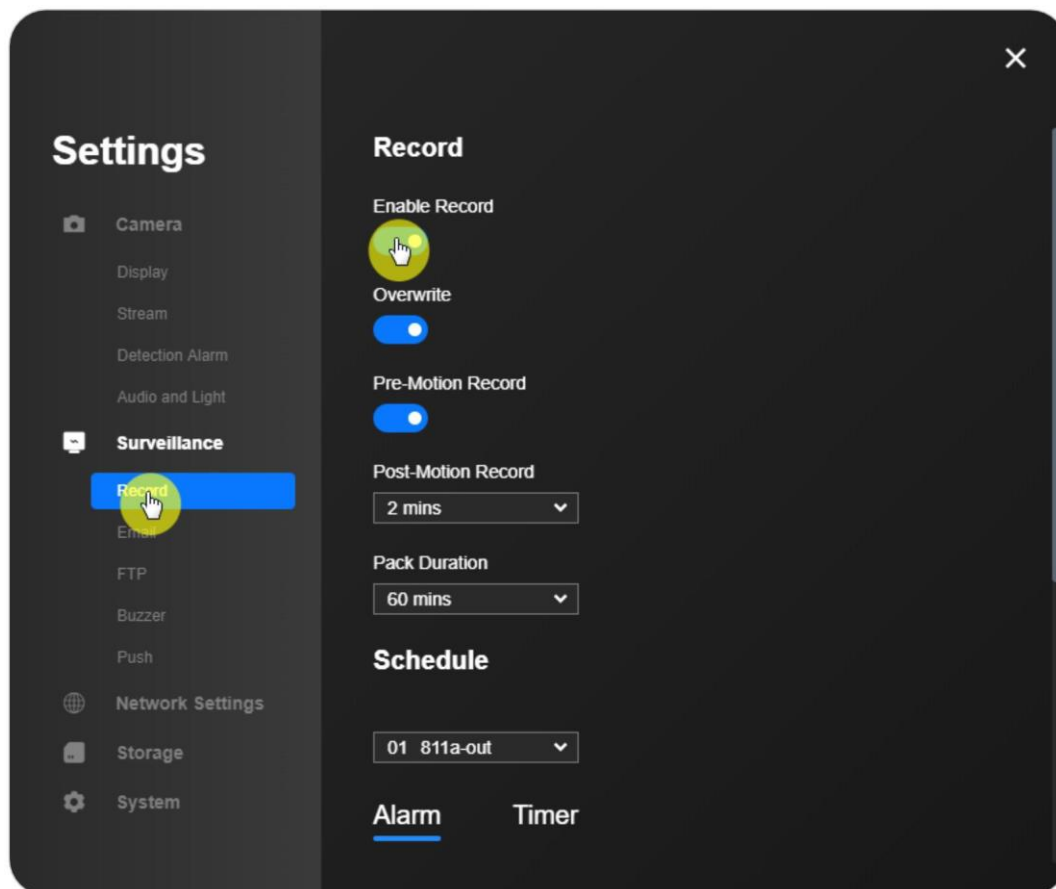 Settings
Camera
Display
Stream
Detection Alarm
Audio and Light
Surveillance
Record
Email
FTP
Buzzer
Push
Network Settings
Storage
System
Record
Enable Record
Overwrite
Pre-Motion Record
Post-Motion Record
2 mins
Pack Duration
60 mins
Schedule
01 811a-out
Alarm Timer